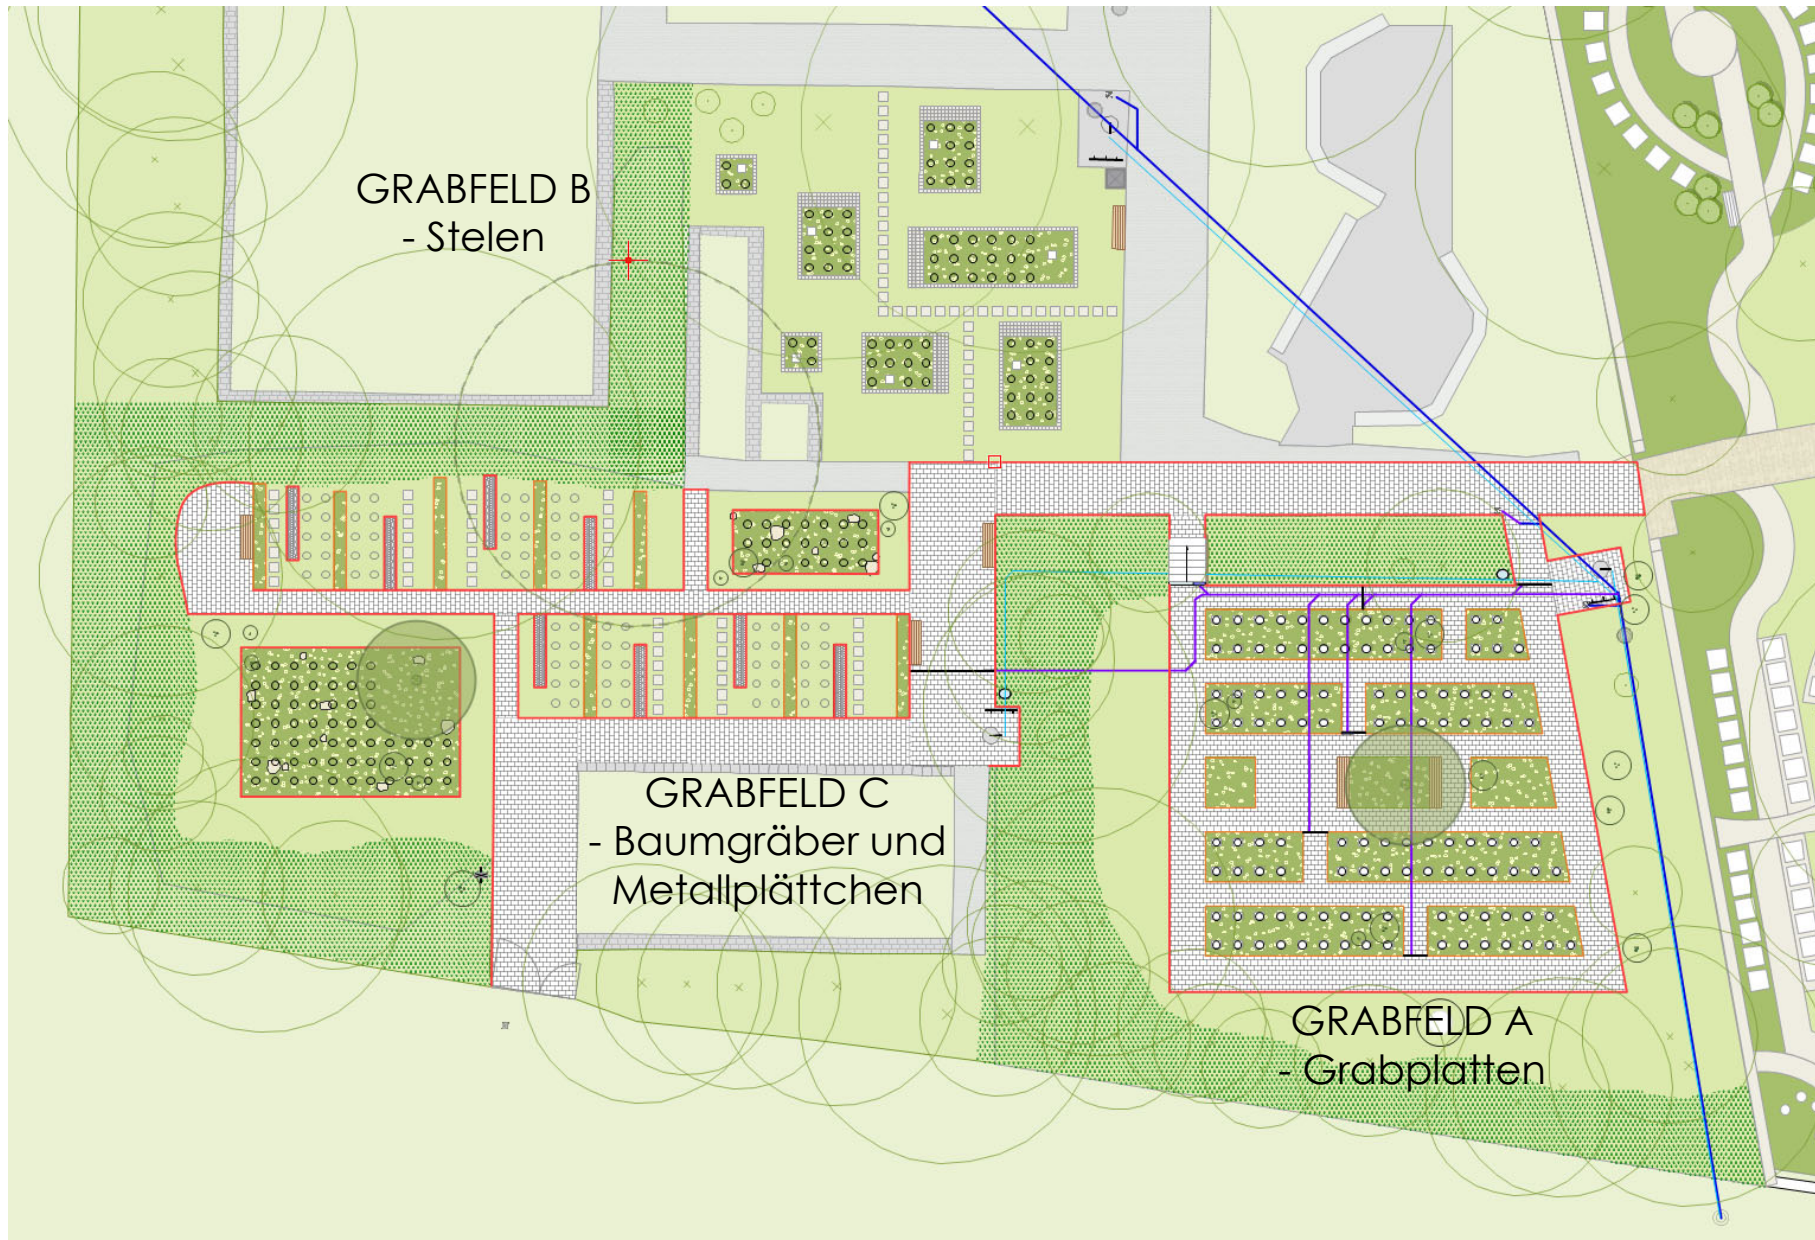 GRABFELD B
- Stelen
GRABFELD C
- Baumgräber und
Metallplättchen
GRABFELD A
- Grabplatten